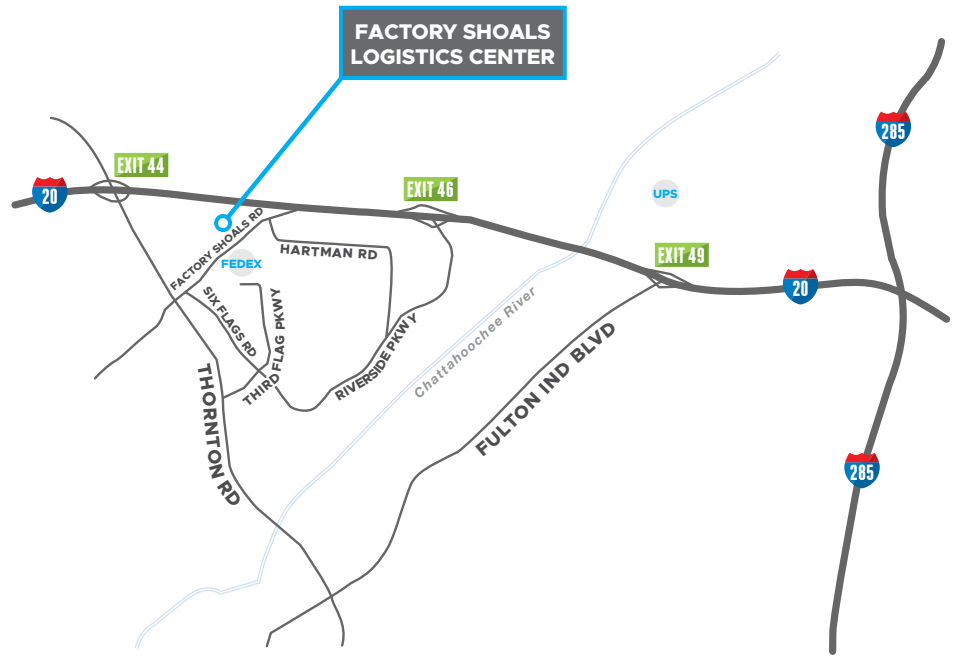 FACTORY SHOALS
LOGISTICS CENTER
285
EXIT 44
20
EXIT 46
UPS
FACTORY SHOALS RD
HARTMAN RD
FEDEX
EXIT 49
20
SIX FLAGS RD
THIRD FLAG PKWY
RIVERSIDE PKWY
Chattahoochee River
FULTON IND BLVD
THORNTON RD
285